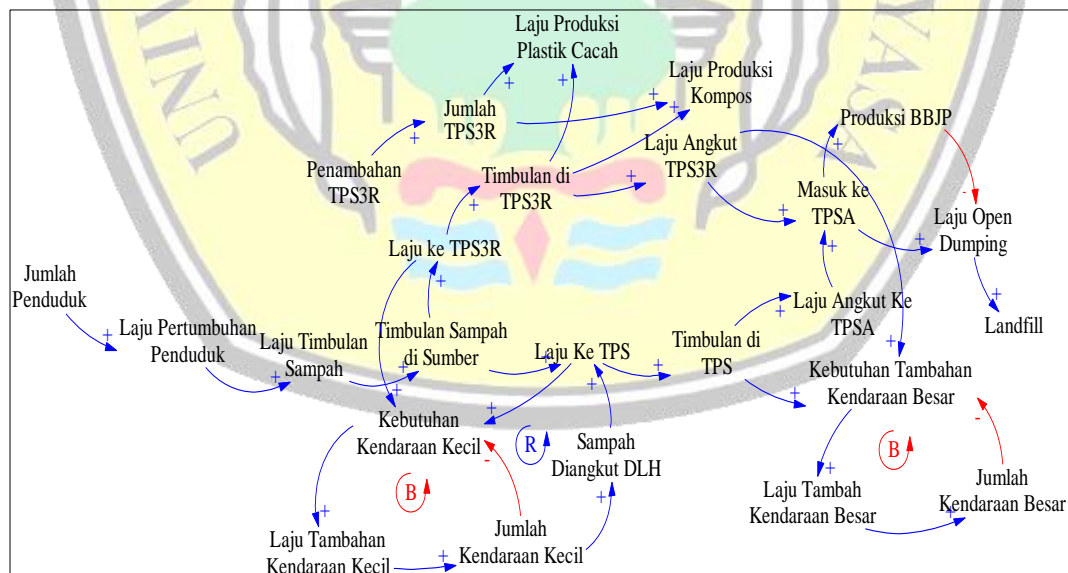 Laju Produksi
Plastik Cacah
Laju Produksi
Kompos
Jumlah
TPS3R
Produksi BBJP
Penambahan
TPS3R
Timbulan di
TPS3R
Laju Angkut
TPS3R
Masuk ke
TPSA
Laju Open
Dumping
Laju ke TPS3R
Jumlah
Penduduk
Laju Pertumbuhan
Penduduk
Laju Timbulan
Sampah
Timbulan Sampah
di Sumber
Laju Ke TPS
Timbulan di
TPS
Laju Angkut Ke
TPSA
Landfill
Kebutuhan Tambahan
Kendaraan Besar
Kebutuhan
Kendaraan Kecil
R
Sampah
Diangkut DLH
B
B
Laju Tambah
Kendaraan Besar
Jumlah
Kendaraan Besar
Laju Tambahan
Kendaraan Kecil
Jumlah
Kendaraan Kecil
UNI
YASA